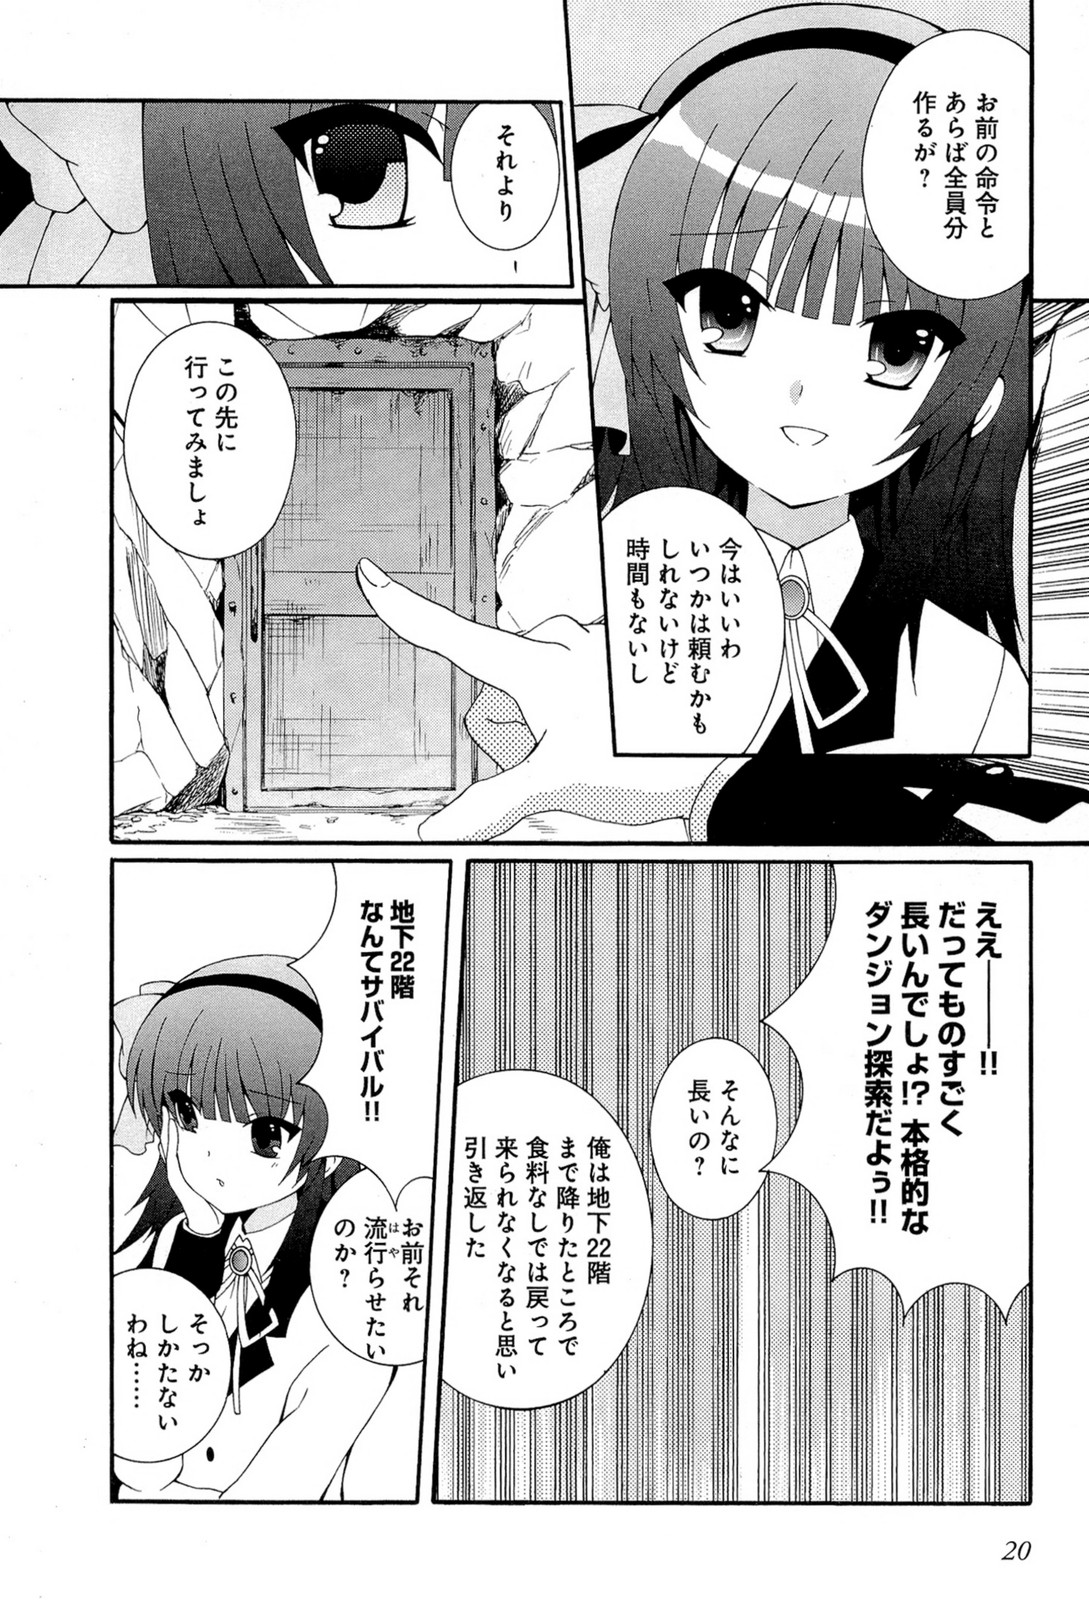 お前の命令と
あらば全員分
作るが?
今はいいわ
いつかは頼むかも
しれないけど
時間もないし
それより
この先に
行ってみましょ
ええ━━!!
だってものすごく
長いんでしょ!? 本格的な
ダンジョン探索だよぅ!!
そんなに
長いの?
俺は地下22階
まで降りたところで
食料なしでは戻って
来られなくなると思い
引き返した
地下22階
なんてサバイバル!!
お前それ
流行らせたい
はや
のか?
そっか
しかたない
わね……
20